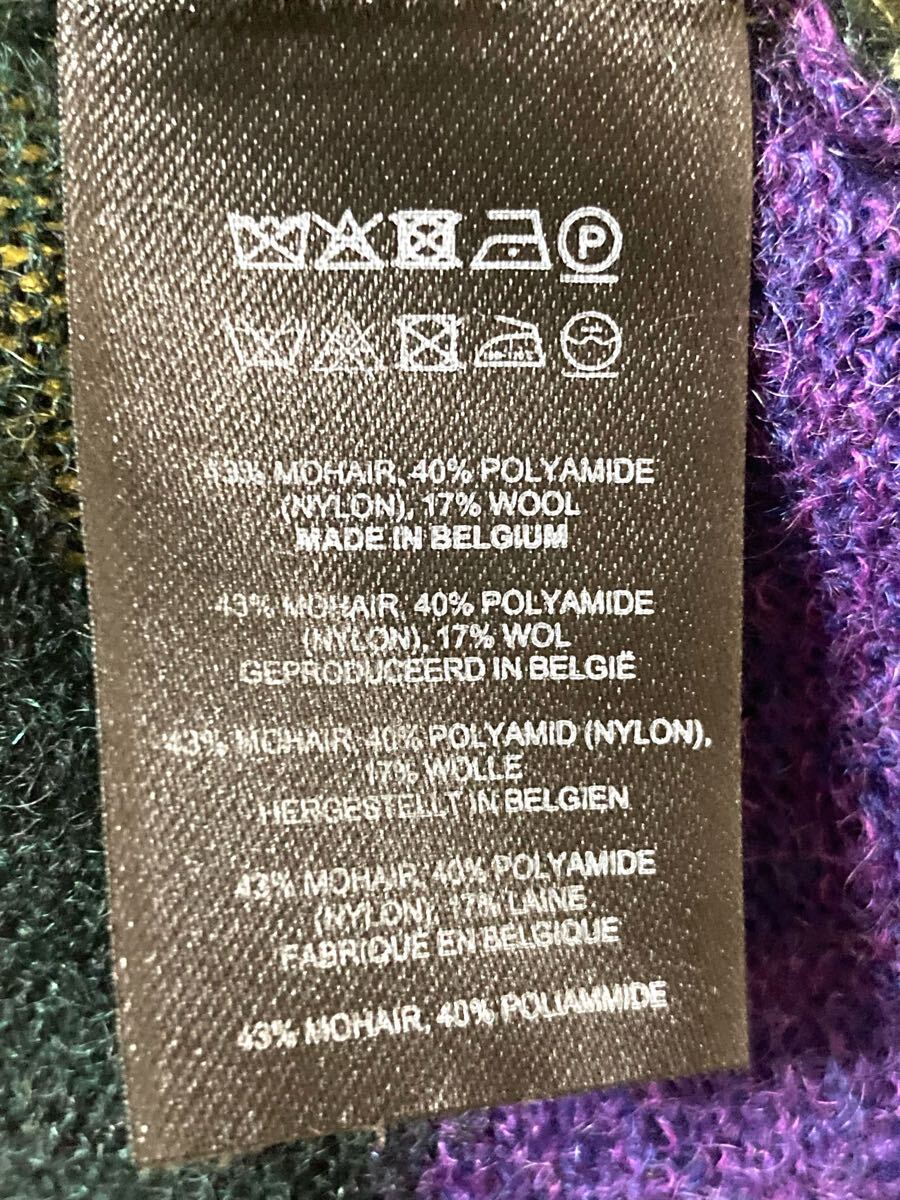 P
43% MOHAIR, 40% POLYAMIDE
(NYLON), 17% WOOL
MADE IN BELGIUM
43% MOHAIR, 40% POLYAMIDE
(NYLON), 17% WOL
GEPRODUCEERD IN BELGIË
43% MOHAIR, 40% POLYAMID (NYLON),
17% WOLLE
HERGESTELLT IN BELGIEN
43% MOHAIR, 40% POLYAMIDE
(NYLON), 17% LAINE
FABRIQUE EN BELGIQUE
43% MOHAIR, 40% POLIAMMIDE